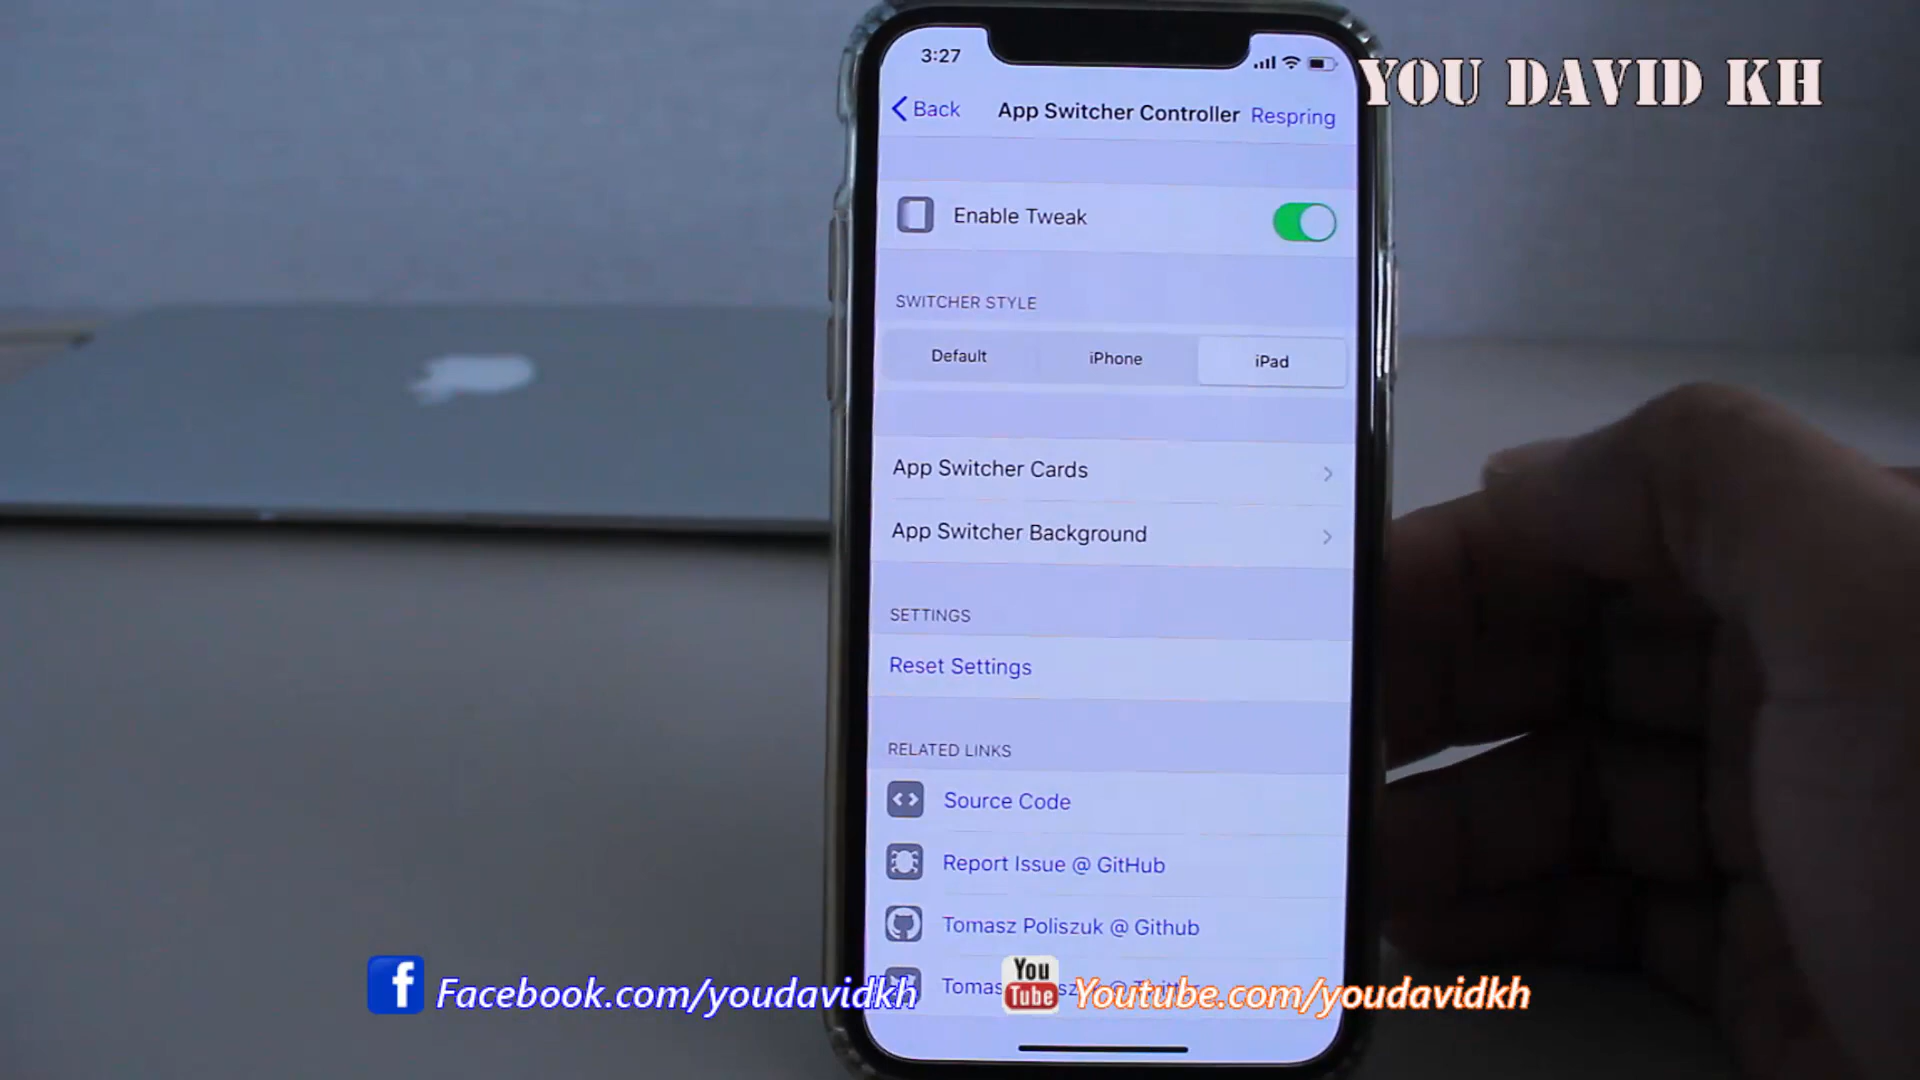 3:27
YOU DAVID KH
Back
App Switcher Controller
Respring
Enable Tweak
SWITCHER STYLE
Default
iPhone
iPad
App Switcher Cards
App Switcher Background
SETTINGS
Reset Settings
RELATED LINKS
Source Code
Report Issue @ GitHub
Tomasz Poliszuk @ Github
Facebook.com/youdavidkh
You Tube
Youtube.com/youdavidkh